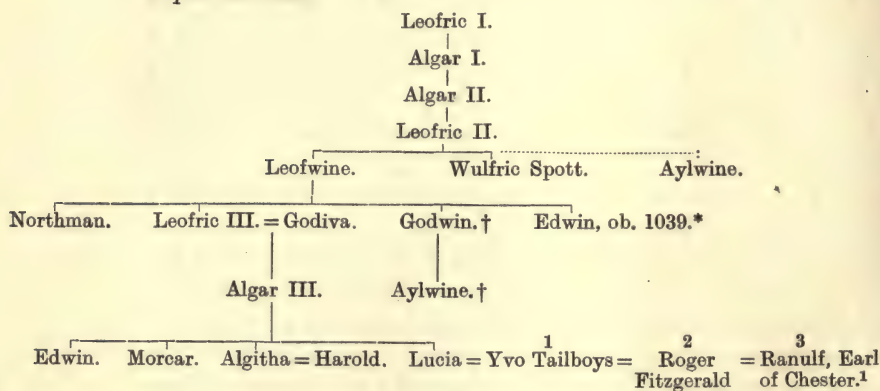 Leofric I.
Algar I.
Algar II.
Leofric II.
Leofwine. Wulfric Spott. Aylwine.
Northman. Leofric III. = Godiva. Godwin.† Edwin, ob. 1039.*
Algar III. Aylwine.†
1 2 3
Edwin. Morcar. Algitha = Harold. Lucia = Yvo Tailboys = Roger = Ranulf, Earl
Fitzgerald of Chester.¹